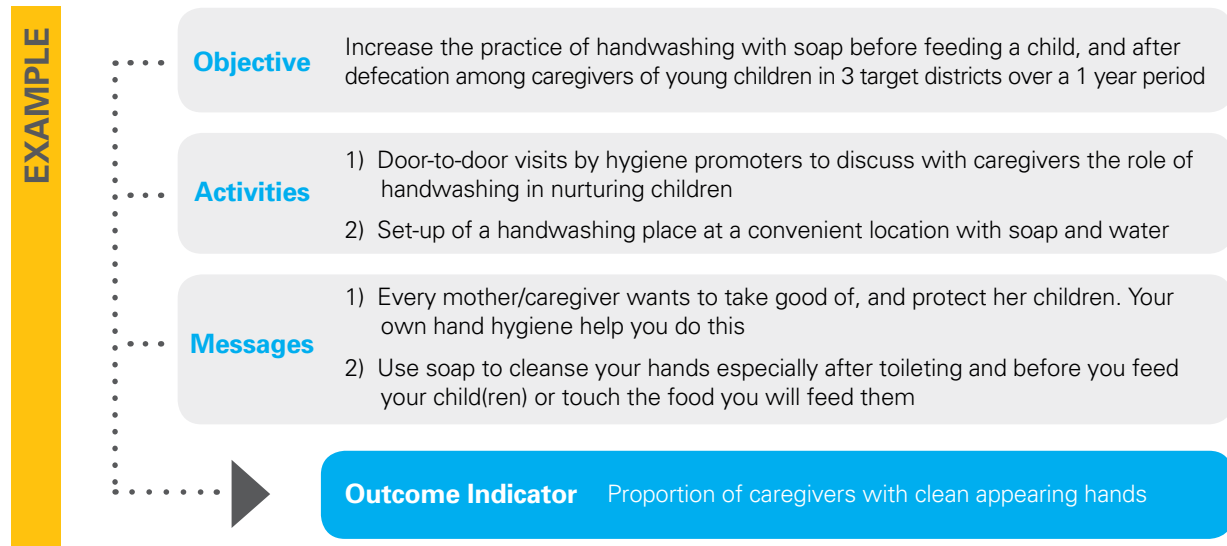 EXAMPLE
Objective
Increase the practice of handwashing with soap before feeding a child, and after
defecation among caregivers of young children in 3 target districts over a 1 year period
Activities
1) Door-to-door visits by hygiene promoters to discuss with caregivers the role of
handwashing in nurturing children
2) Set-up of a handwashing place at a convenient location with soap and water
Messages
1) Every mother/caregiver wants to take good of, and protect her children. Your
own hand hygiene help you do this
2) Use soap to cleanse your hands especially after toileting and before you feed
your child(ren) or touch the food you will feed them
Outcome Indicator Proportion of caregivers with clean appearing hands